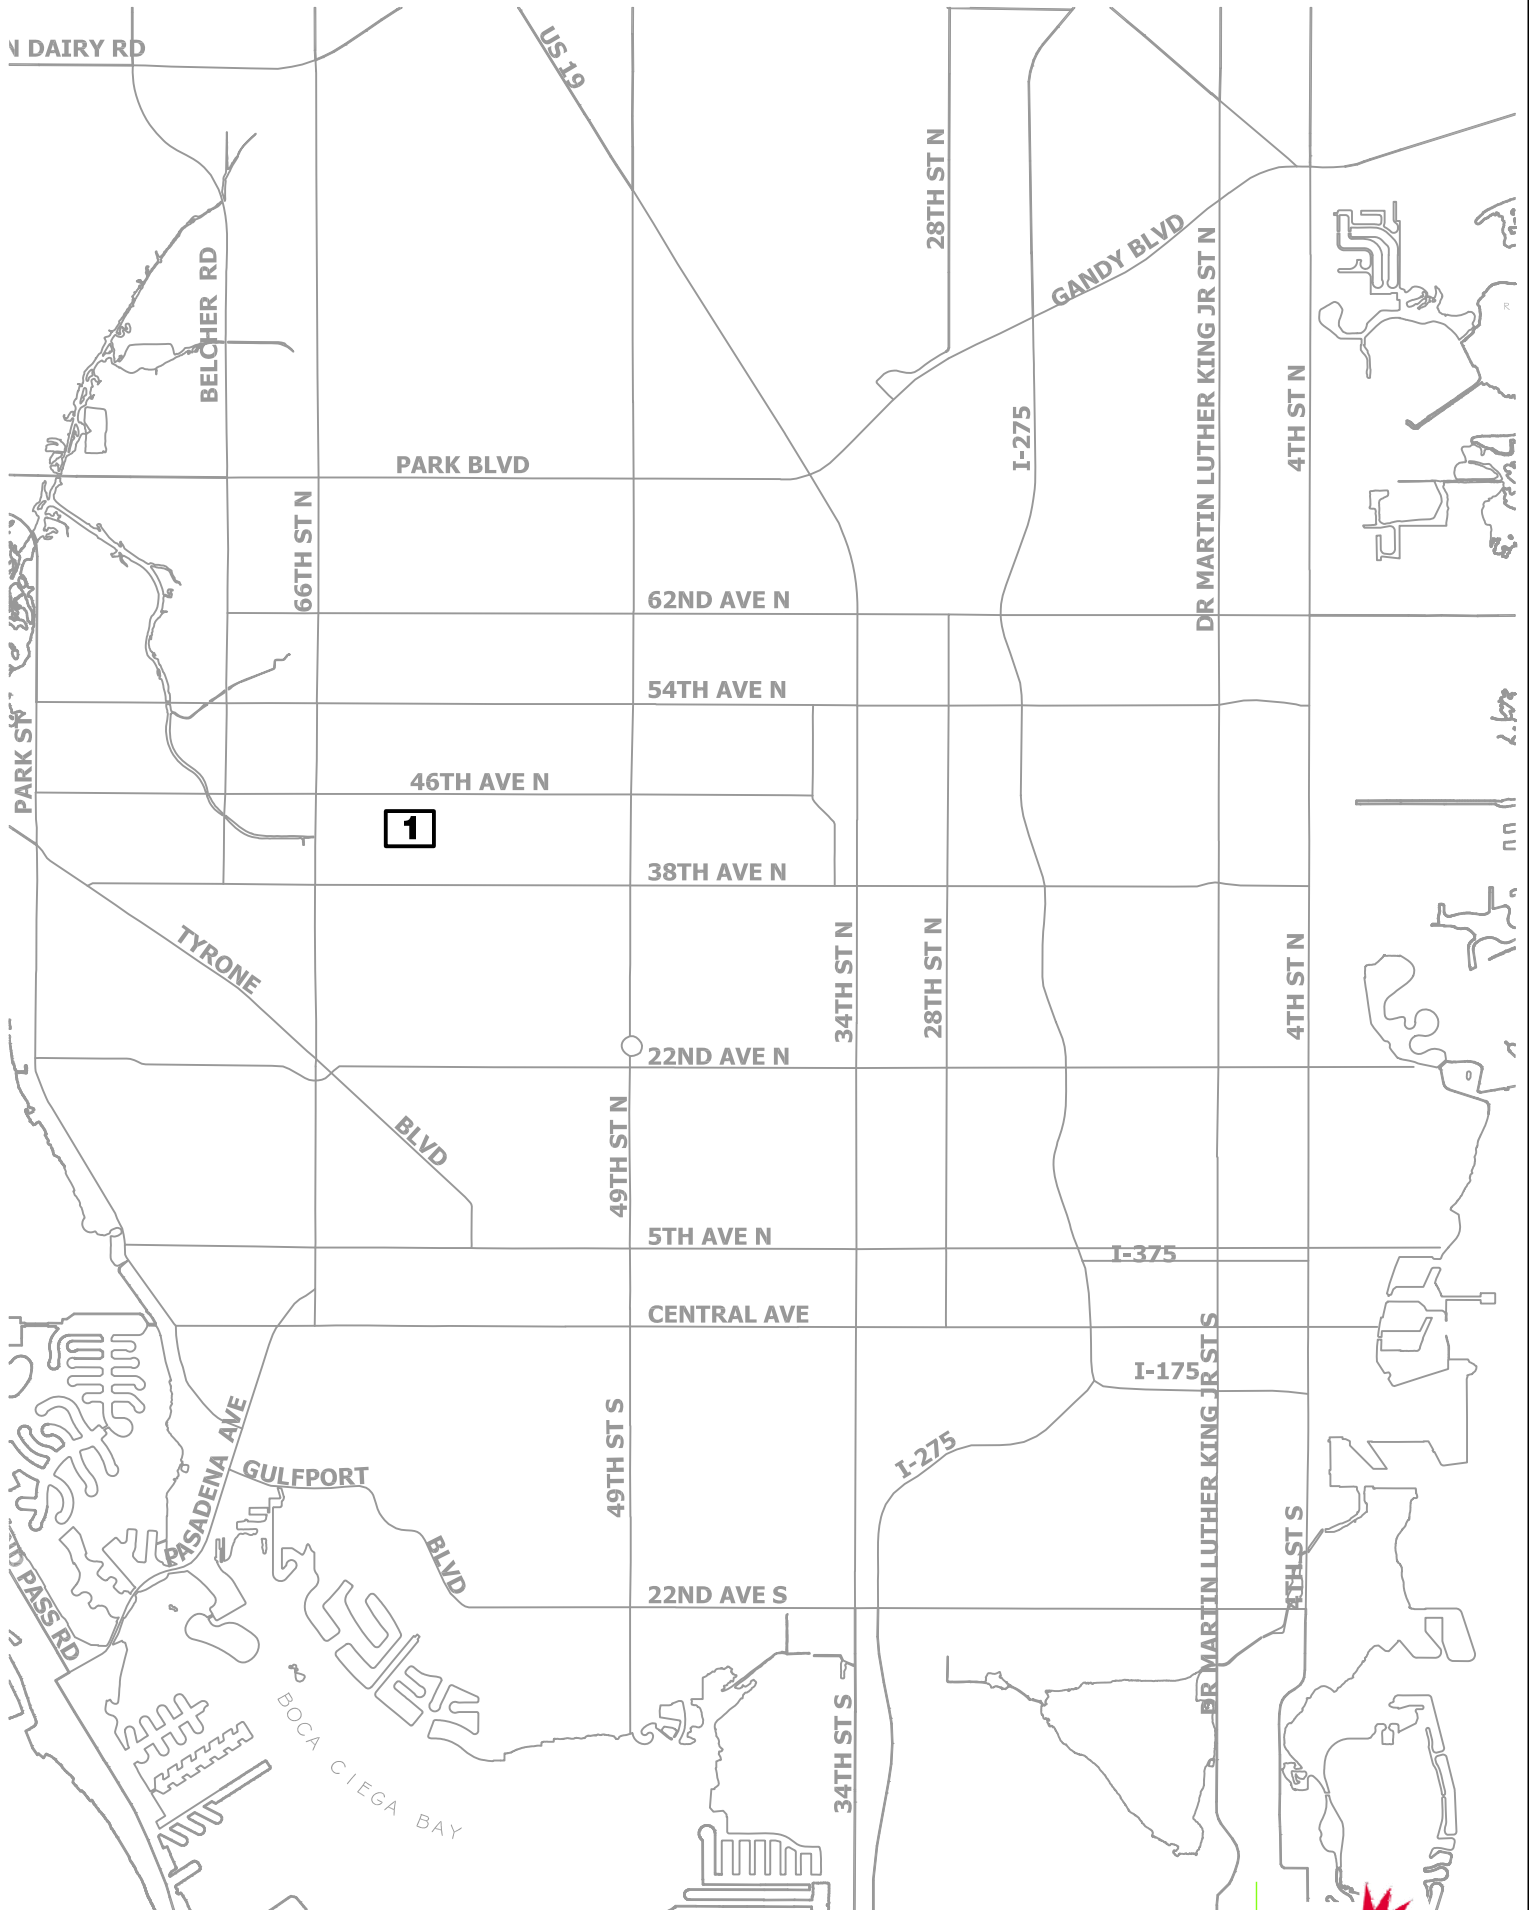 N DAIRY RD
US 19
28TH ST N
GANDY BLVD
BELCHER RD
DR MARTIN LUTHER KING JR ST N
4TH ST N
I-275
PARK BLVD
66TH ST N
62ND AVE N
54TH AVE N
PARK ST
46TH AVE N
1
38TH AVE N
TYRONE
34TH ST N
28TH ST N
4TH ST N
22ND AVE N
BLVD
49TH ST N
5TH AVE N
I-375
CENTRAL AVE
I-175
DR MARTIN LUTHER KING JR ST S
PASADENA AVE
49TH ST S
I-275
GULFPORT
BLVD
4TH ST S
PASS RD
22ND AVE S
BOCA CIEGA BAY
34TH ST S